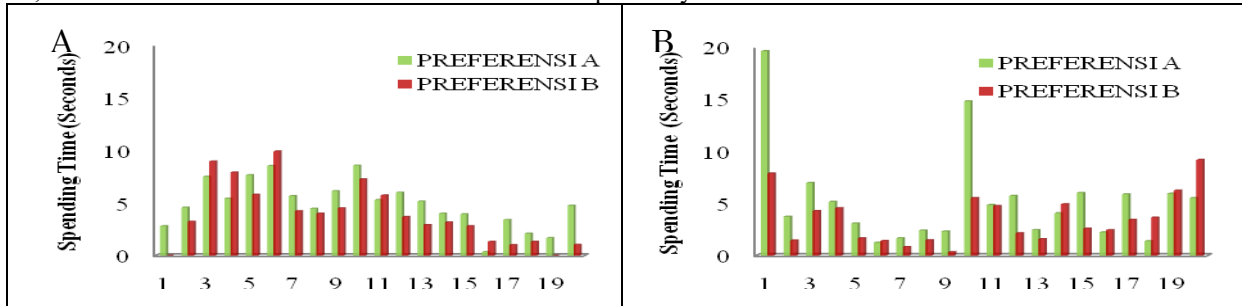 A
Spending Time (Seconds)
20
15
10
5
0
PREFERENSI A
PREFERENSI B
1 3 5 7 9 11 13 15 17 19
B
Spending Time (Seconds)
20
15
10
5
0
PREFERENSI A
PREFERENSI B
1 3 5 7 9 11 13 15 17 19